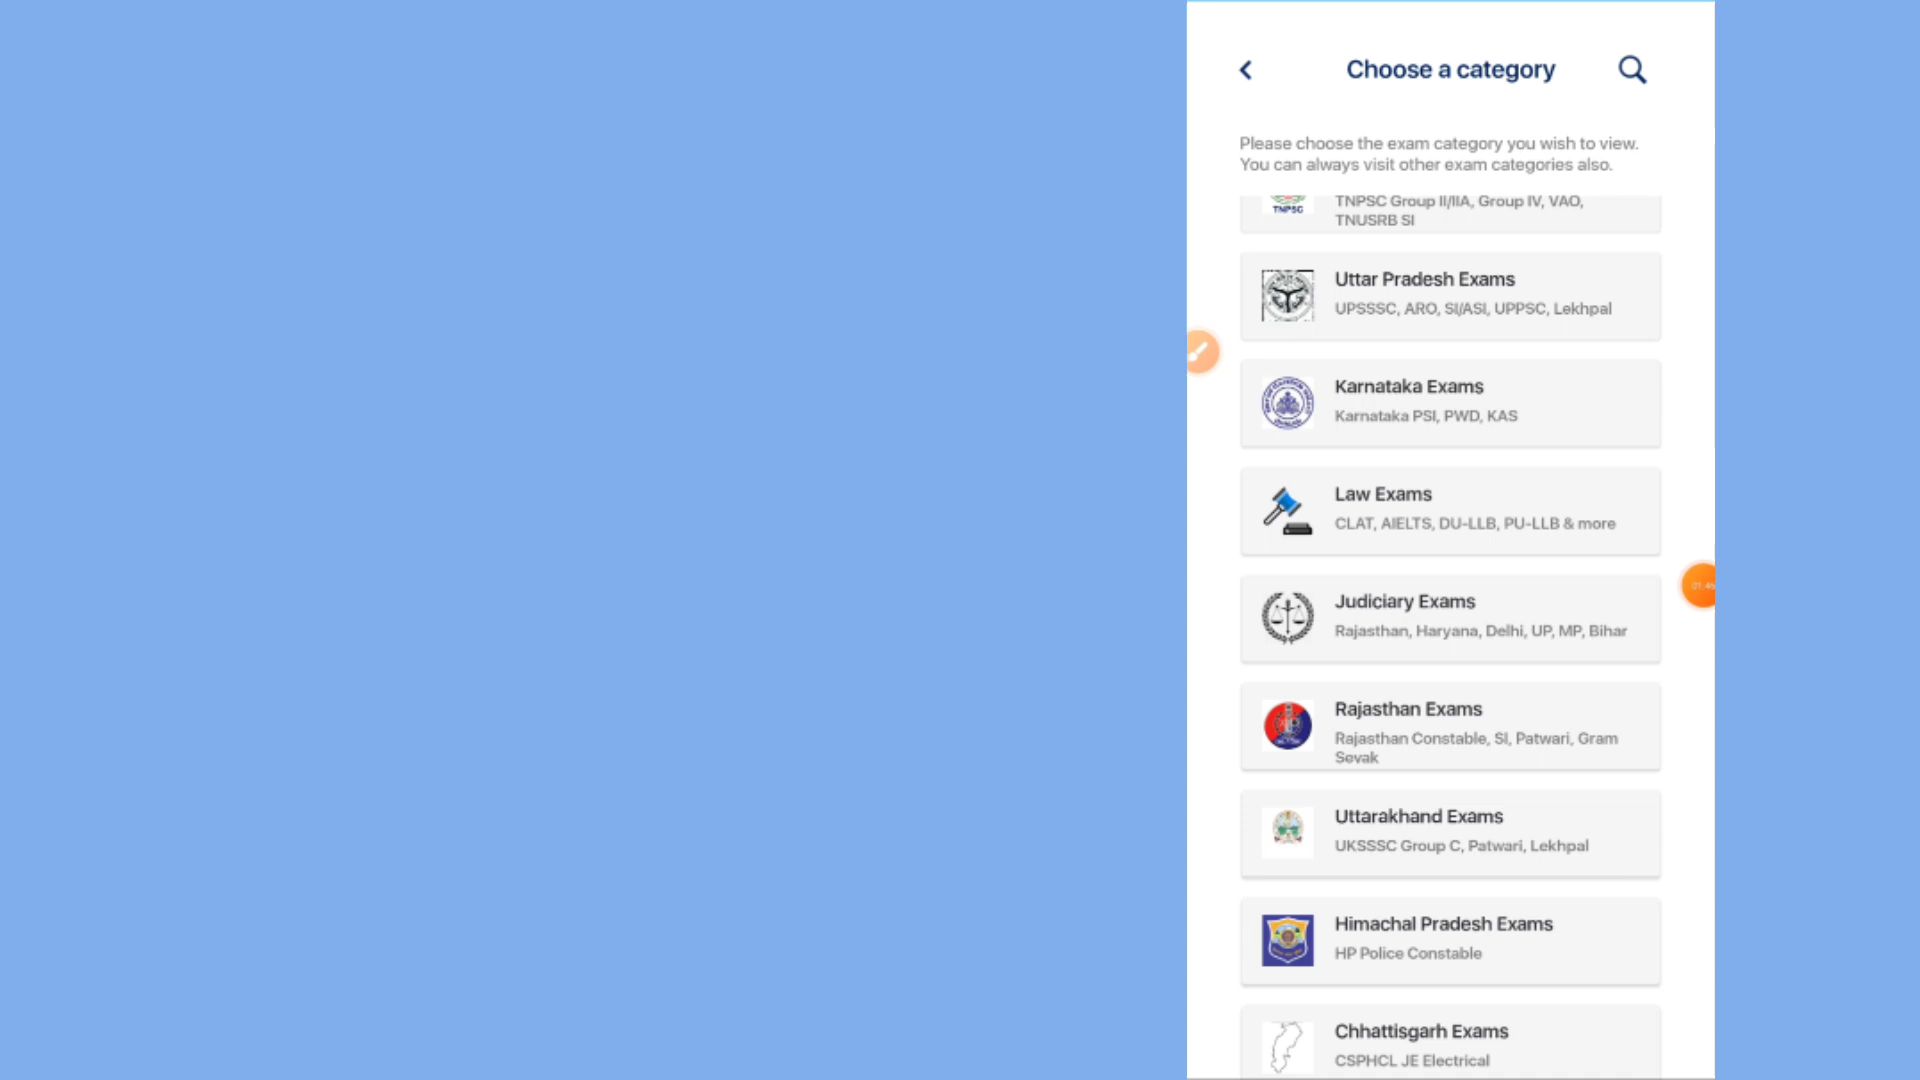 Choose a category
Please choose the exam category you wish to view.
You can always visit other exam categories also.
TNPSC
TNPSC Group II/IIA, Group IV, VAO,
TNUSRB SI
Uttar Pradesh Exams
UPSSSC, ARO, SI/ASI, UPPSC, Lekhpal
Karnataka Exams
Karnataka PSI, PWD, KAS
Law Exams
CLAT, AIELTS, DU-LLB, PU-LLB & more
Judiciary Exams
Rajasthan, Haryana, Delhi, UP, MP, Bihar
01:46
Rajasthan Exams
Rajasthan Constable, SI, Patwari, Gram
Sevak
Uttarakhand Exams
UKSSSC Group C, Patwari, Lekhpal
Himachal Pradesh Exams
HP Police Constable
Chhattisgarh Exams
CSPHCL JE Electrical